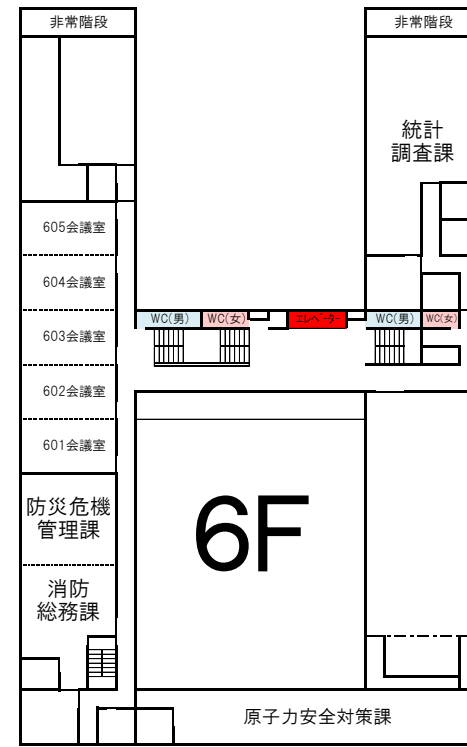 非常階段
非常階段
統計
調査課
605会議室
604会議室
WC(男)
WC(女)
エレベーター
WC(男)
WC(女)
603会議室
602会議室
601会議室
防災危機
管理課
6F
消防
総務課
原子力安全対策課